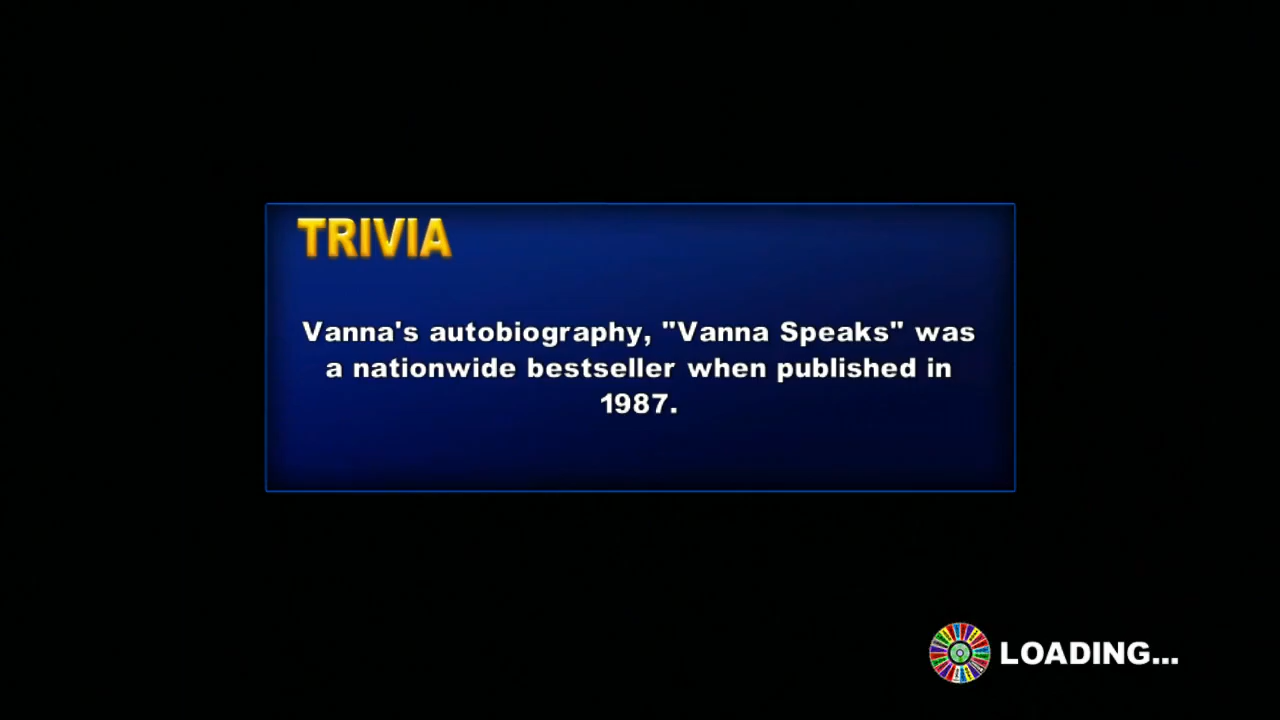 TRIVIA
Vanna's autobiography, "Vanna Speaks" was
a nationwide bestseller when published in
1987.
LOADING...